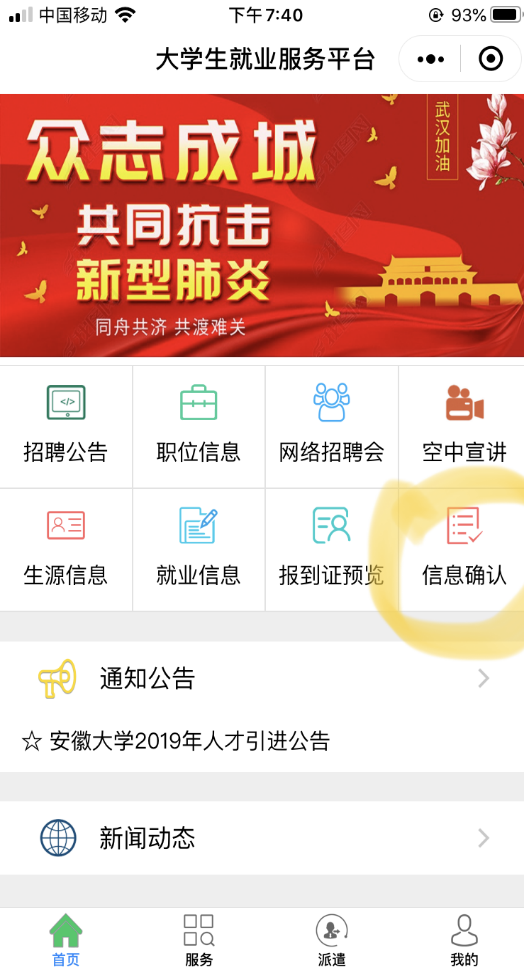 中国移动
下午7:40
93%
大学生就业服务平台
武汉加油
众志成城
共同抗击
新型肺炎
同舟共济 共渡难关
招聘公告
职位信息
网络招聘会
空中宣讲
</>
生源信息
就业信息
报到证预览
信息确认
通知公告
☆ 安徽大学2019年人才引进公告
新闻动态
首页
服务
派遣
我的